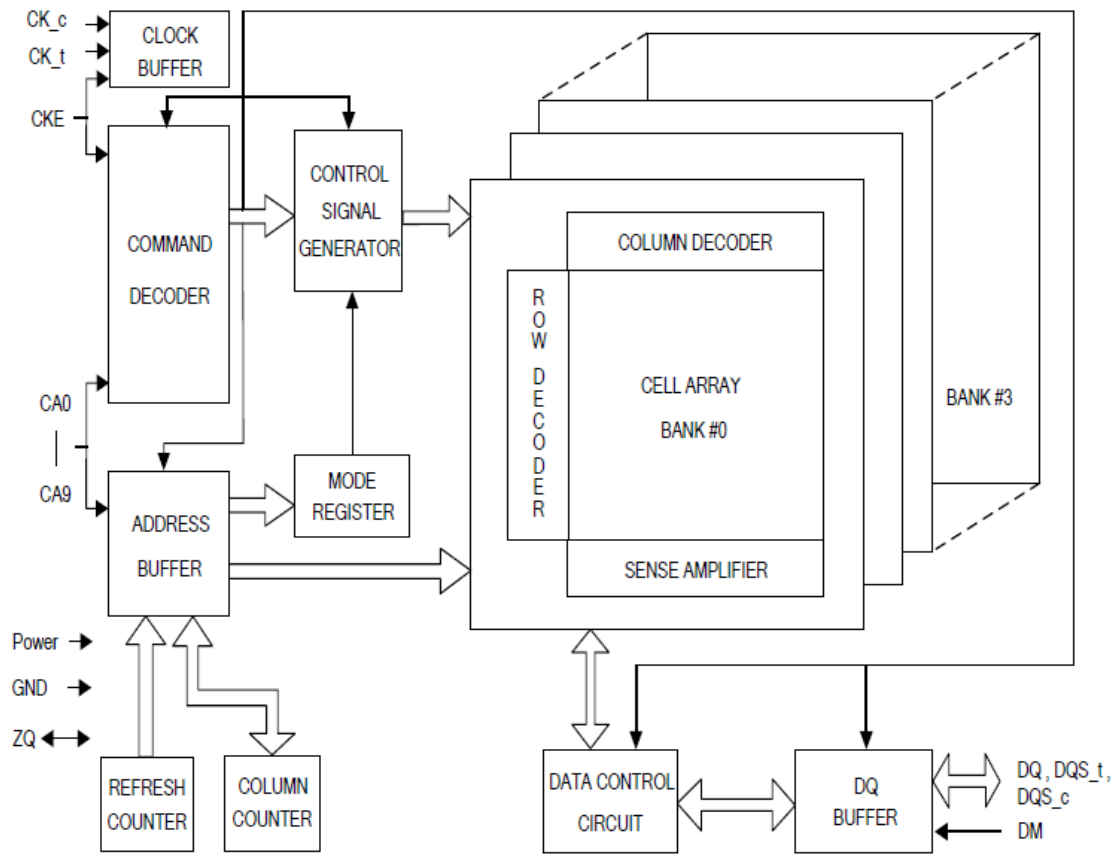 CK_c
CK_t
CKE
CLOCK
BUFFER
COMMAND
DECODER
CONTROL
SIGNAL
GENERATOR
CA0
CA9
ADDRESS
BUFFER
MODE
REGISTER
COLUMN DECODER
ROW DECODER
CELL ARRAY
BANK #0
SENSE AMPLIFIER
BANK #3
Power
GND
ZQ
REFRESH
COUNTER
COLUMN
COUNTER
DATA CONTROL
CIRCUIT
DQ
BUFFER
DQ , DQS_t ,
DQS_c
DM